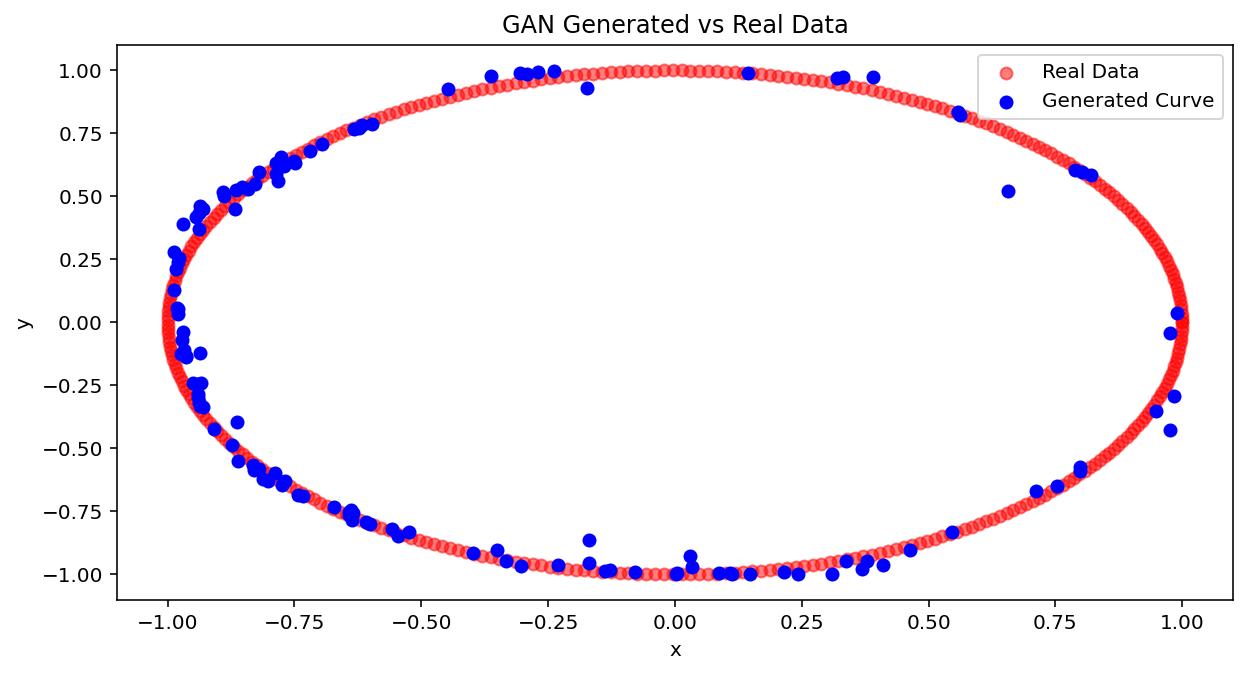 GAN Generated vs Real Data
Real Data
Generated Curve
1.00
0.75
0.50
0.25
0.00
−0.25
−0.50
−0.75
−1.00
y
−1.00 −0.75 −0.50 −0.25 0.00 0.25 0.50 0.75 1.00
x